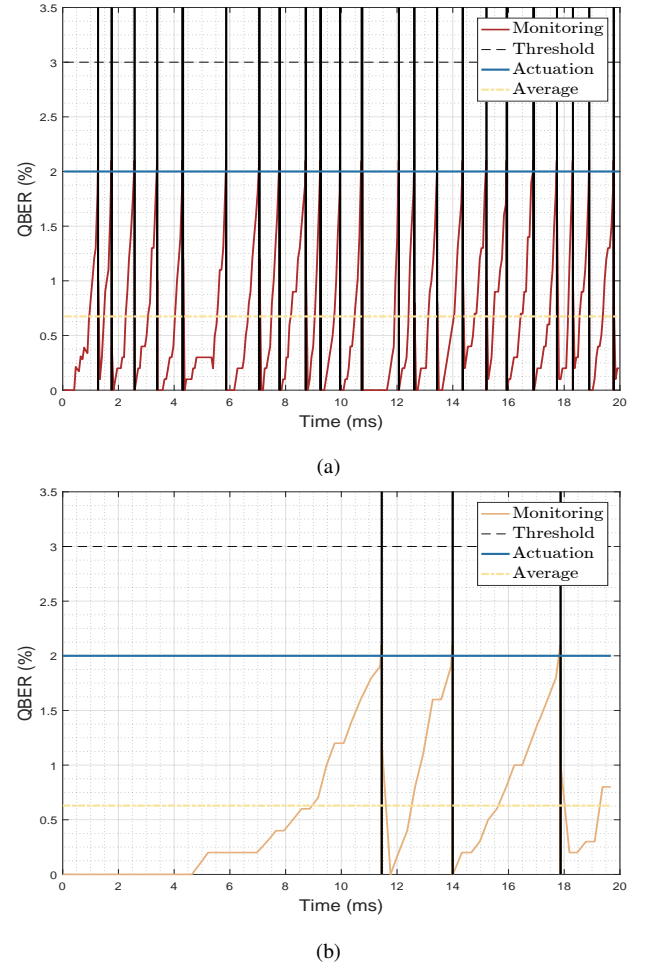 3.5
3
2.5
2
1.5
1
0.5
0
QBER (%)
Monitoring
Threshold
Actuation
Average
0 2 4 6 8 10 12 14 16 18 20
Time (ms)
(a)
3.5
3
2.5
2
1.5
1
0.5
0
QBER (%)
Monitoring
Threshold
Actuation
Average
0 2 4 6 8 10 12 14 16 18 20
Time (ms)
(b)